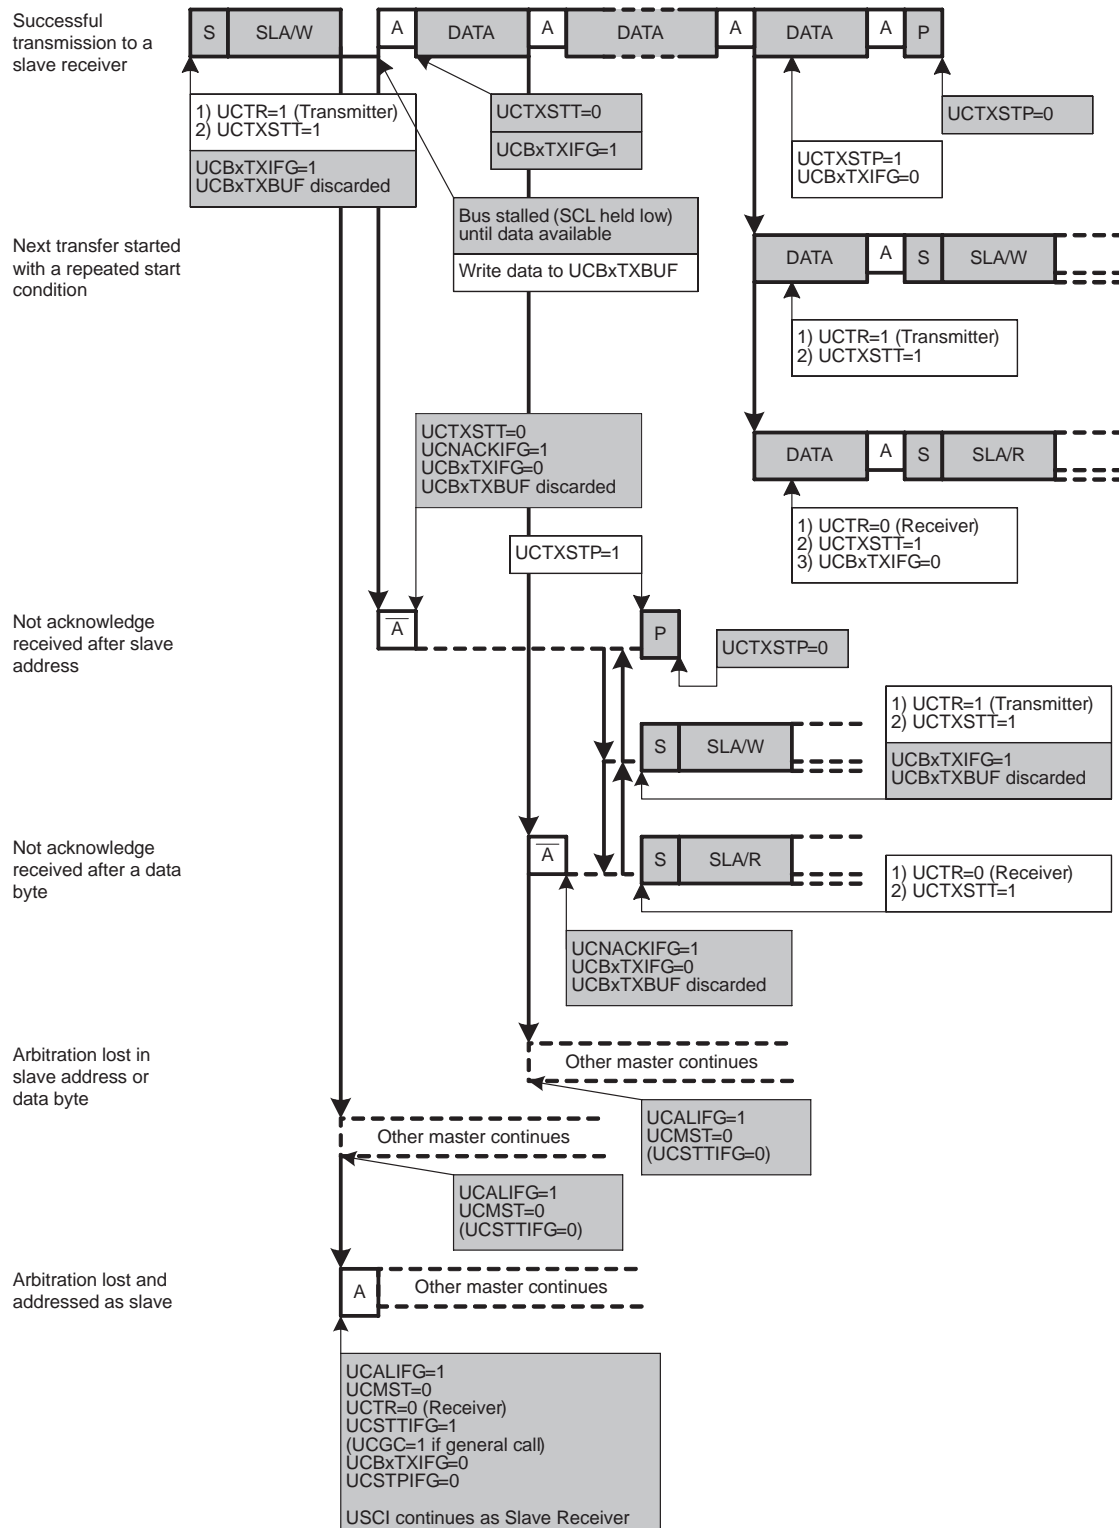 Successful
transmission to a
slave receiver
S
SLA/W
A
DATA
A
DATA
A
DATA
A
P
1) UCTR=1 (Transmitter)
2) UCTXSTT=1
UCBxTXIFG=1
UCBxTXBUF discarded
UCTXSTT=0
UCBxTXIFG=1
Bus stalled (SCL held low)
until data available
Write data to UCBxTXBUF
UCTXSTP=1
UCBxTXIFG=0
UCTXSTP=0
Next transfer started
with a repeated start
condition
DATA
A
S
SLA/W
1) UCTR=1 (Transmitter)
2) UCTXSTT=1
DATA
A
S
SLA/R
1) UCTR=0 (Receiver)
2) UCTXSTT=1
3) UCBxTXIFG=0
UCTXSTT=0
UCNACKIFG=1
UCBxTXIFG=0
UCBxTXBUF discarded
UCTXSTP=1
Not acknowledge
received after slave
address
A
P
UCTXSTP=0
S
SLA/W
1) UCTR=1 (Transmitter)
2) UCTXSTT=1
UCBxTXIFG=1
UCBxTXBUF discarded
Not acknowledge
received after a data
byte
A
S
SLA/R
1) UCTR=0 (Receiver)
2) UCTXSTT=1
UCNACKIFG=1
UCBxTXIFG=0
UCBxTXBUF discarded
Arbitration lost in
slave address or
data byte
Other master continues
UCALIFG=1
UCMST=0
(UCSTTIFG=0)
Other master continues
UCALIFG=1
UCMST=0
(UCSTTIFG=0)
Arbitration lost and
addressed as slave
A
Other master continues
UCALIFG=1
UCMST=0
UCTR=0 (Receiver)
UCSTTIFG=1
(UCGC=1 if general call)
UCBxTXIFG=0
UCSTPIFG=0
USCI continues as Slave Receiver